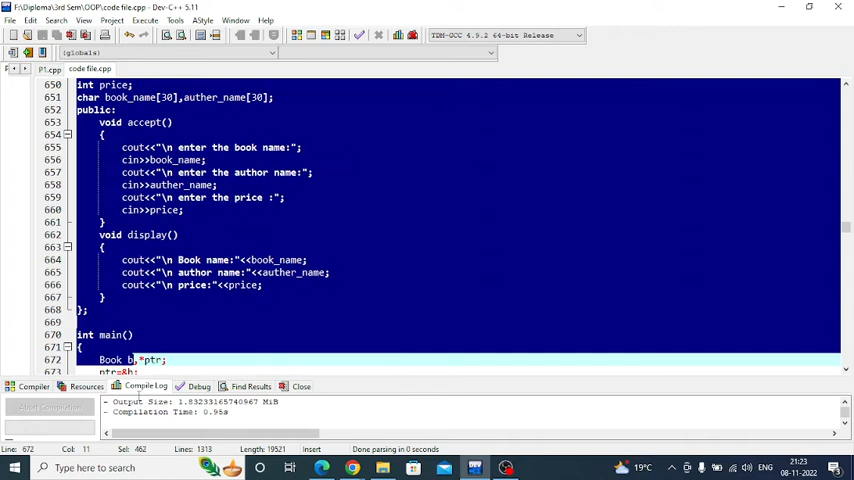 F:\Diploma\3rd Sem\OOP\code file.cpp - Dev-C++ 5.11
File Edit Search View Project Execute Tools AStyle Window Help
TDM-GCC 4.9.2 64-bit Release
(globals)
P1.cpp code file.cpp
650 int price;
651 char book_name[30],auther_name[30];
652 public:
653 void accept()
654 {
655 cout<<"\n enter the book name:";
656 cin>>book_name;
657 cout<<"\n enter the author name:";
658 cin>>auther_name;
659 cout<<"\n enter the price :";
660 cin>>price;
661 }
662 void display()
663 {
664 cout<<"\n Book name:"<<book_name;
665 cout<<"\n author name:"<<auther_name;
666 cout<<"\n price:"<<price;
667 }
668 };
669
670 int main()
671 {
672 Book b,*ptr;
673 ptr=&b;
Compiler Resources Compile Log Debug Find Results Close
Abort Compilation
- Output Size: 1.83233165740967 MiB
- Compilation Time: 0.95s
Line: 672 Col: 11 Sel: 462 Lines: 1313 Length: 19521 Insert Done parsing in 0 seconds
Type here to search
19°C
ENG
21:23
08-11-2022
3